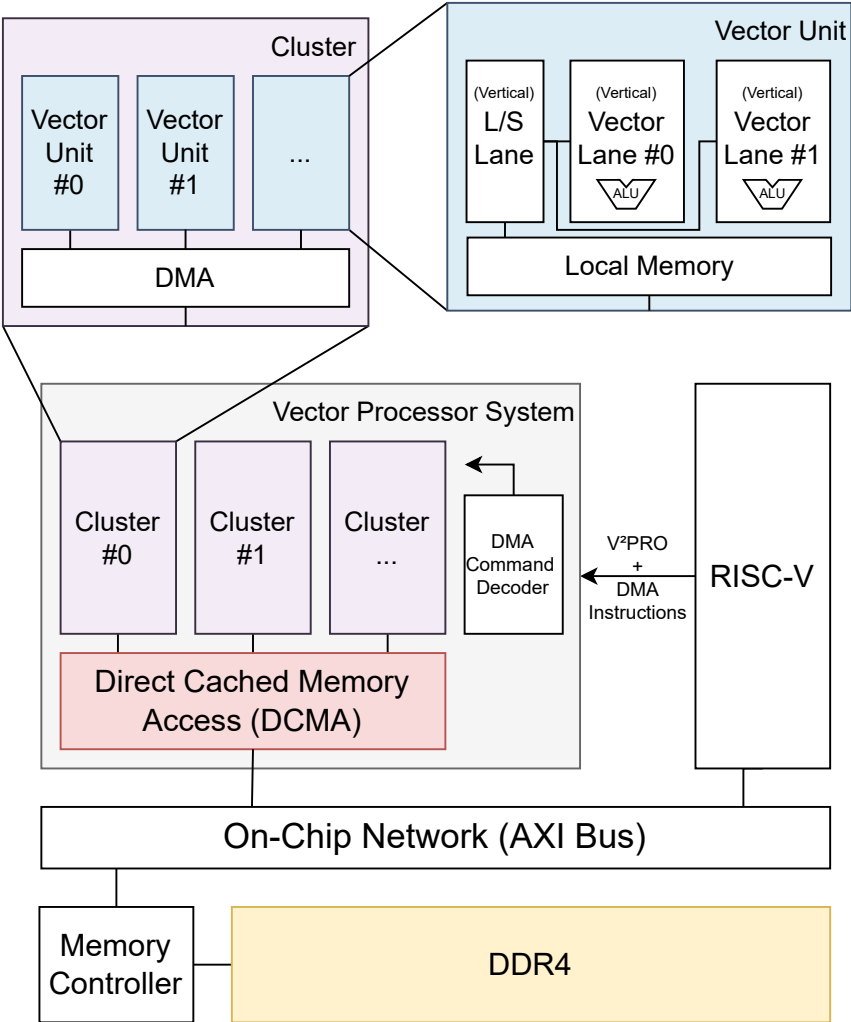 Cluster
Vector
Unit
#0
Vector
Unit
#1
...
DMA
Vector Unit
(Vertical)
L/S
Lane
(Vertical)
Vector
Lane #0
ALU
(Vertical)
Vector
Lane #1
ALU
Local Memory
Vector Processor System
Cluster
#0
Cluster
#1
Cluster
...
DMA
Command
Decoder
V²PRO
+
DMA
Instructions
RISC-V
Direct Cached Memory
Access (DCMA)
On-Chip Network (AXI Bus)
Memory
Controller
DDR4